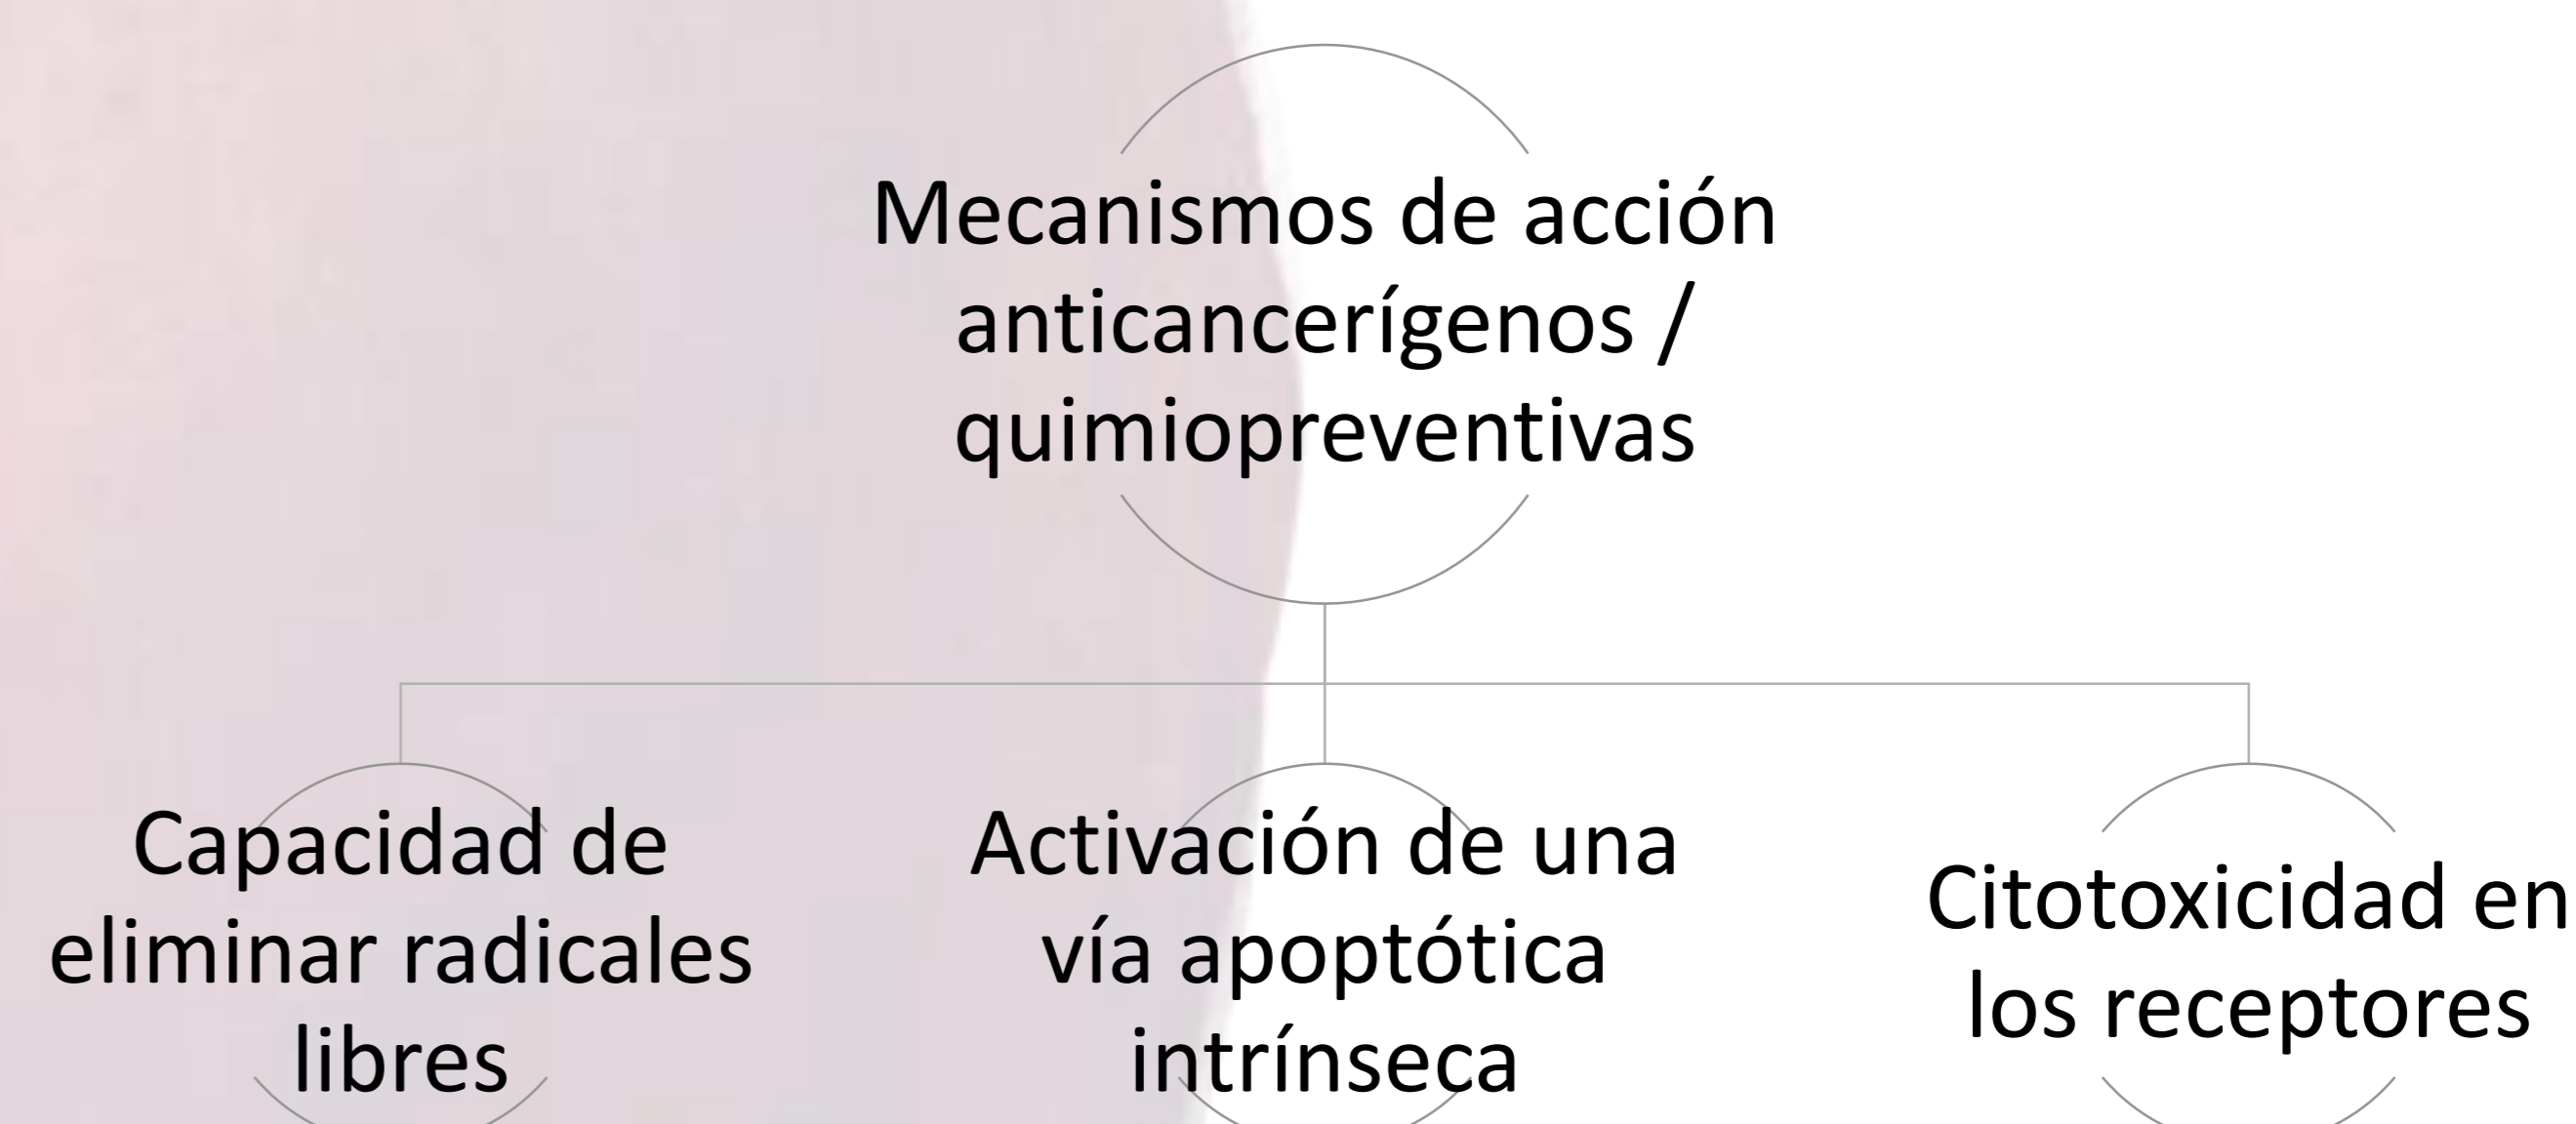 Mecanismos de acción
anticancerígenos /
quimiopreventivas
Capacidad de
eliminar radicales
libres
Activación de una
vía apoptótica
intrínseca
Citotoxicidad en
los receptores